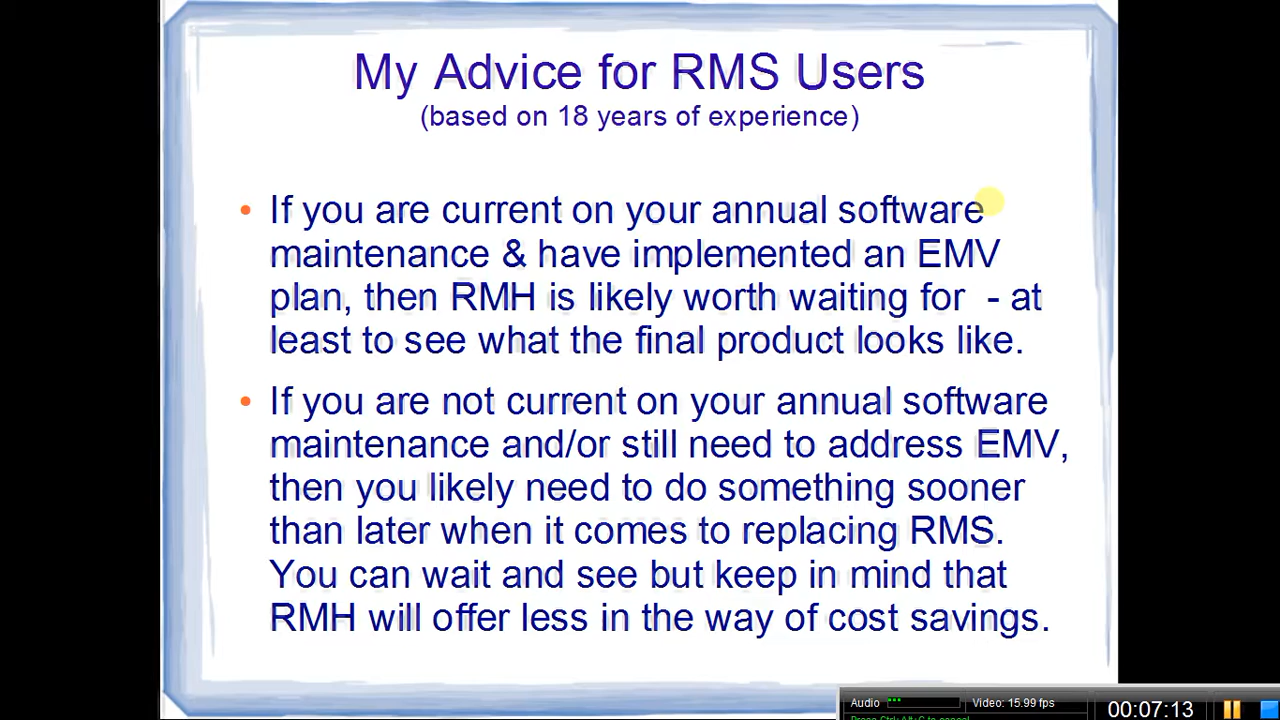 My Advice for RMS Users
(based on 18 years of experience)
• If you are current on your annual software
maintenance & have implemented an EMV
plan, then RMH is likely worth waiting for - at
least to see what the final product looks like.
• If you are not current on your annual software
maintenance and/or still need to address EMV,
then you likely need to do something sooner
than later when it comes to replacing RMS.
You can wait and see but keep in mind that
RMH will offer less in the way of cost savings.
Audio Video: 15.99 fps 00:07:13
Press Ctrl+Alt+C to cancel